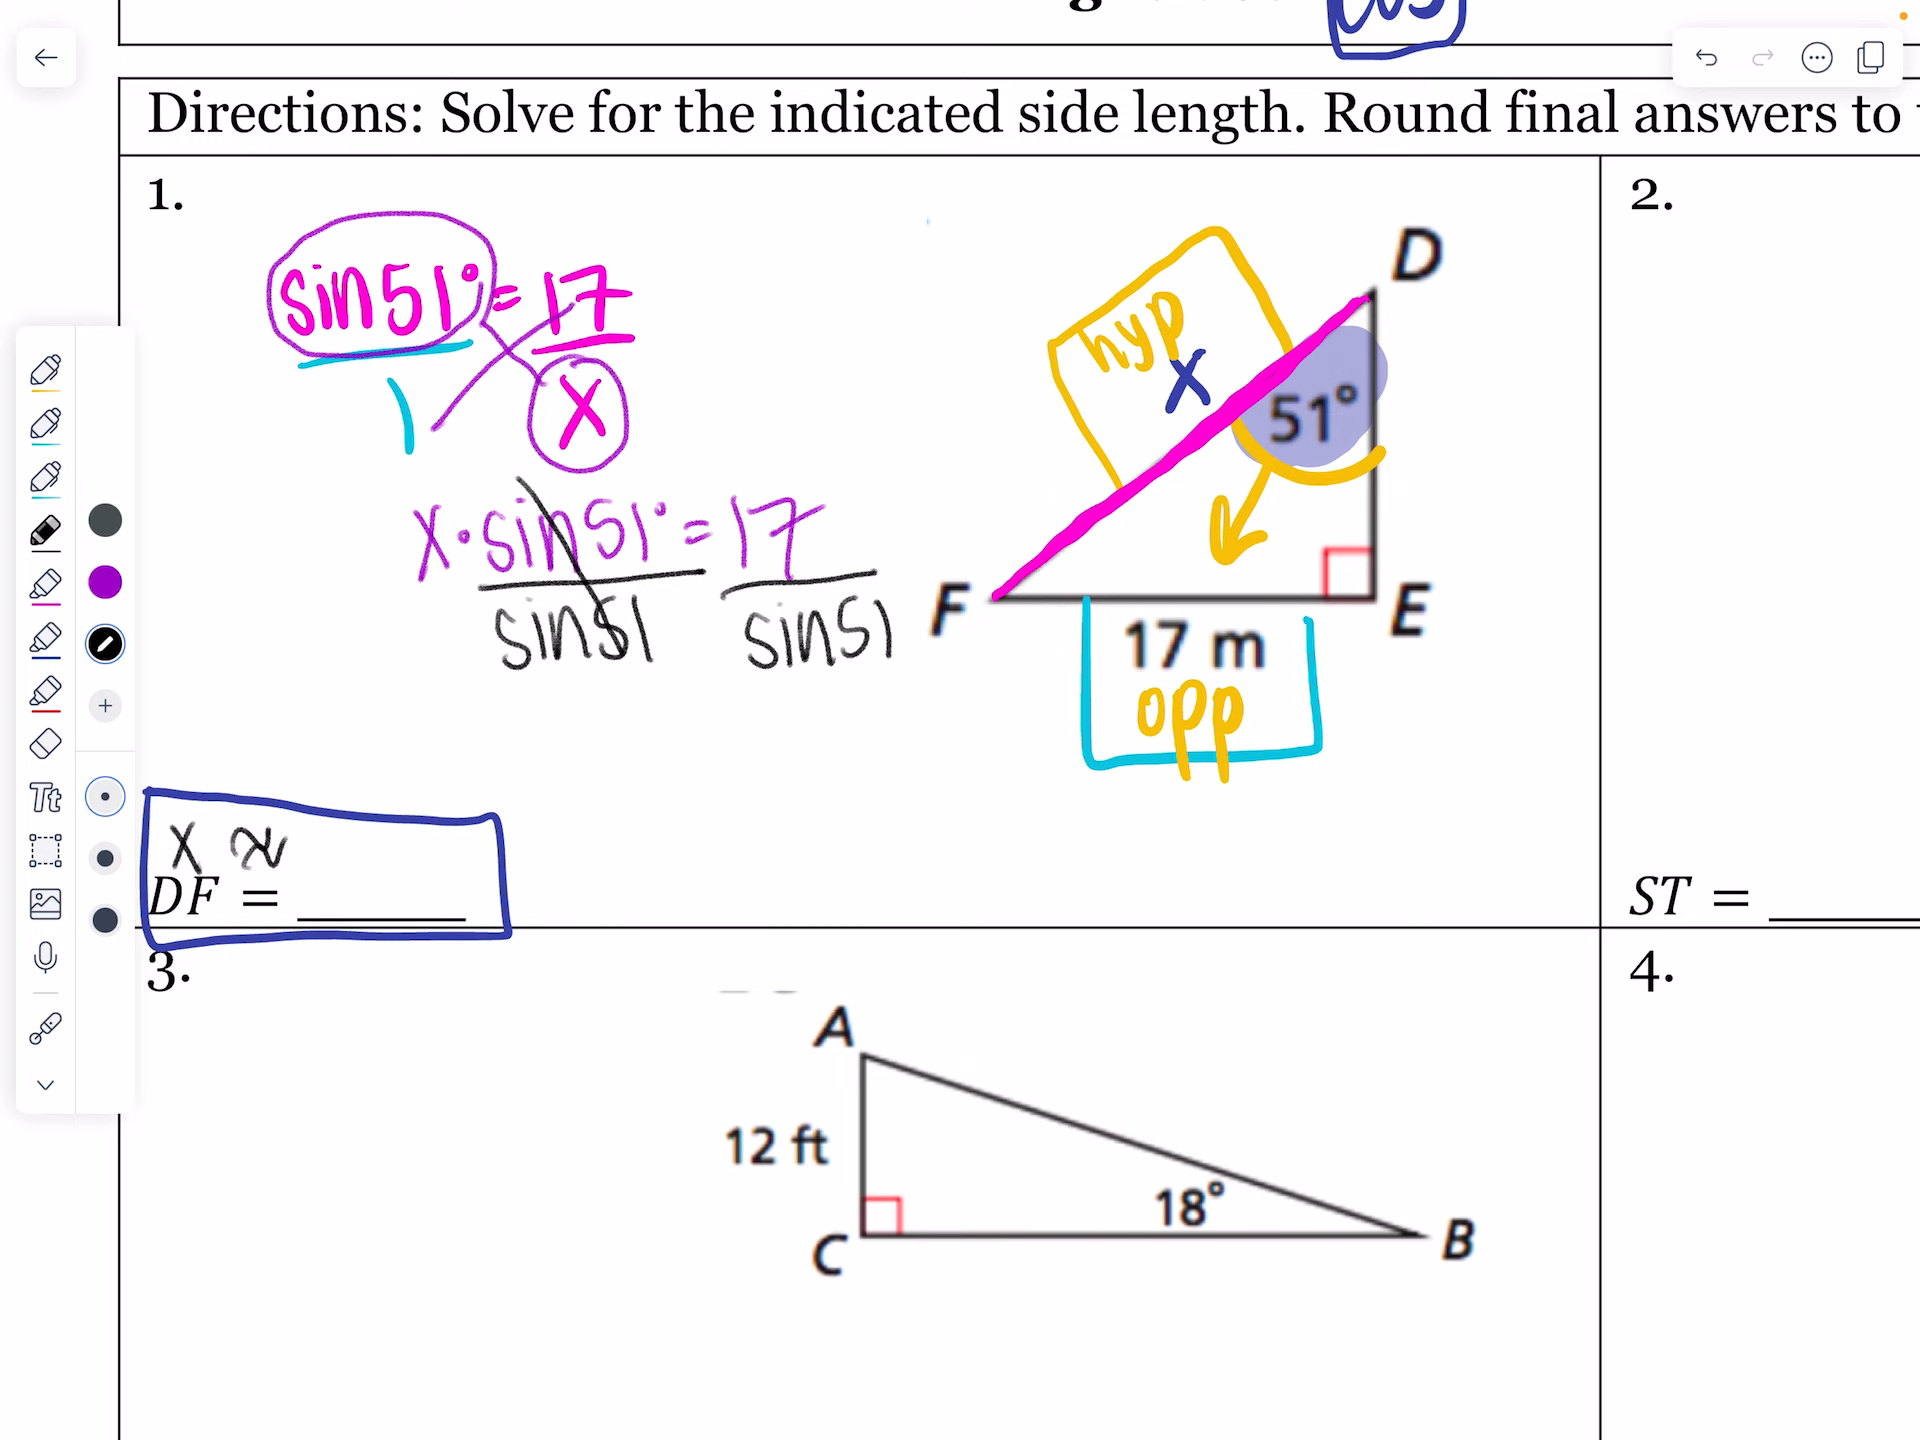 Directions: Solve for the indicated side length. Round final answers to
1.
sin51° = 17
1 x
x·sin51° = 17
sin51 sin51
D
hyp
x
51°
F
E
17 m
opp
x ≈
DF = ______
2.
ST = ______
3.
A
12 ft
18°
C
B
4.
Tt